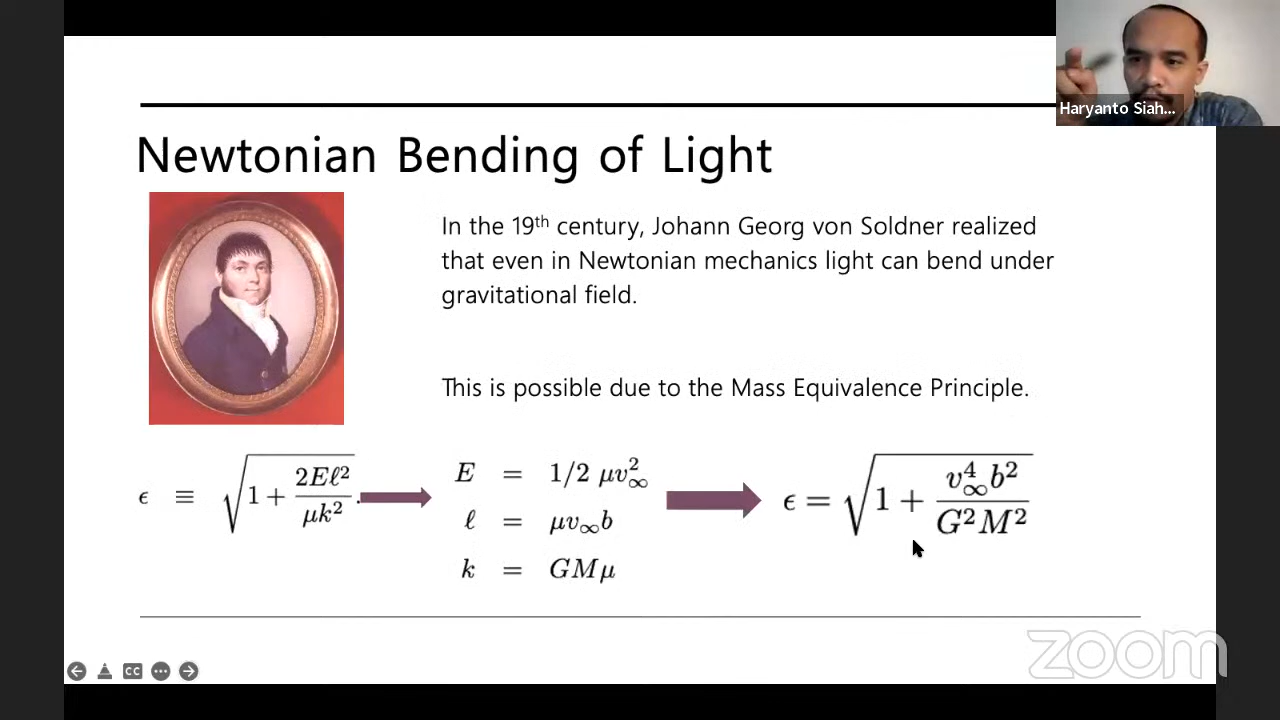 Haryanto Siah...
Newtonian Bending of Light
In the 19th century, Johann Georg von Soldner realized
that even in Newtonian mechanics light can bend under
gravitational field.
This is possible due to the Mass Equivalence Principle.
ϵ ≡ √(1 + 2Eℓ²/μk²).
E = 1/2 μv∞²
ℓ = μv∞b
k = GMμ
ϵ = √(1 + v∞⁴b²/G²M²)
CC
zoom